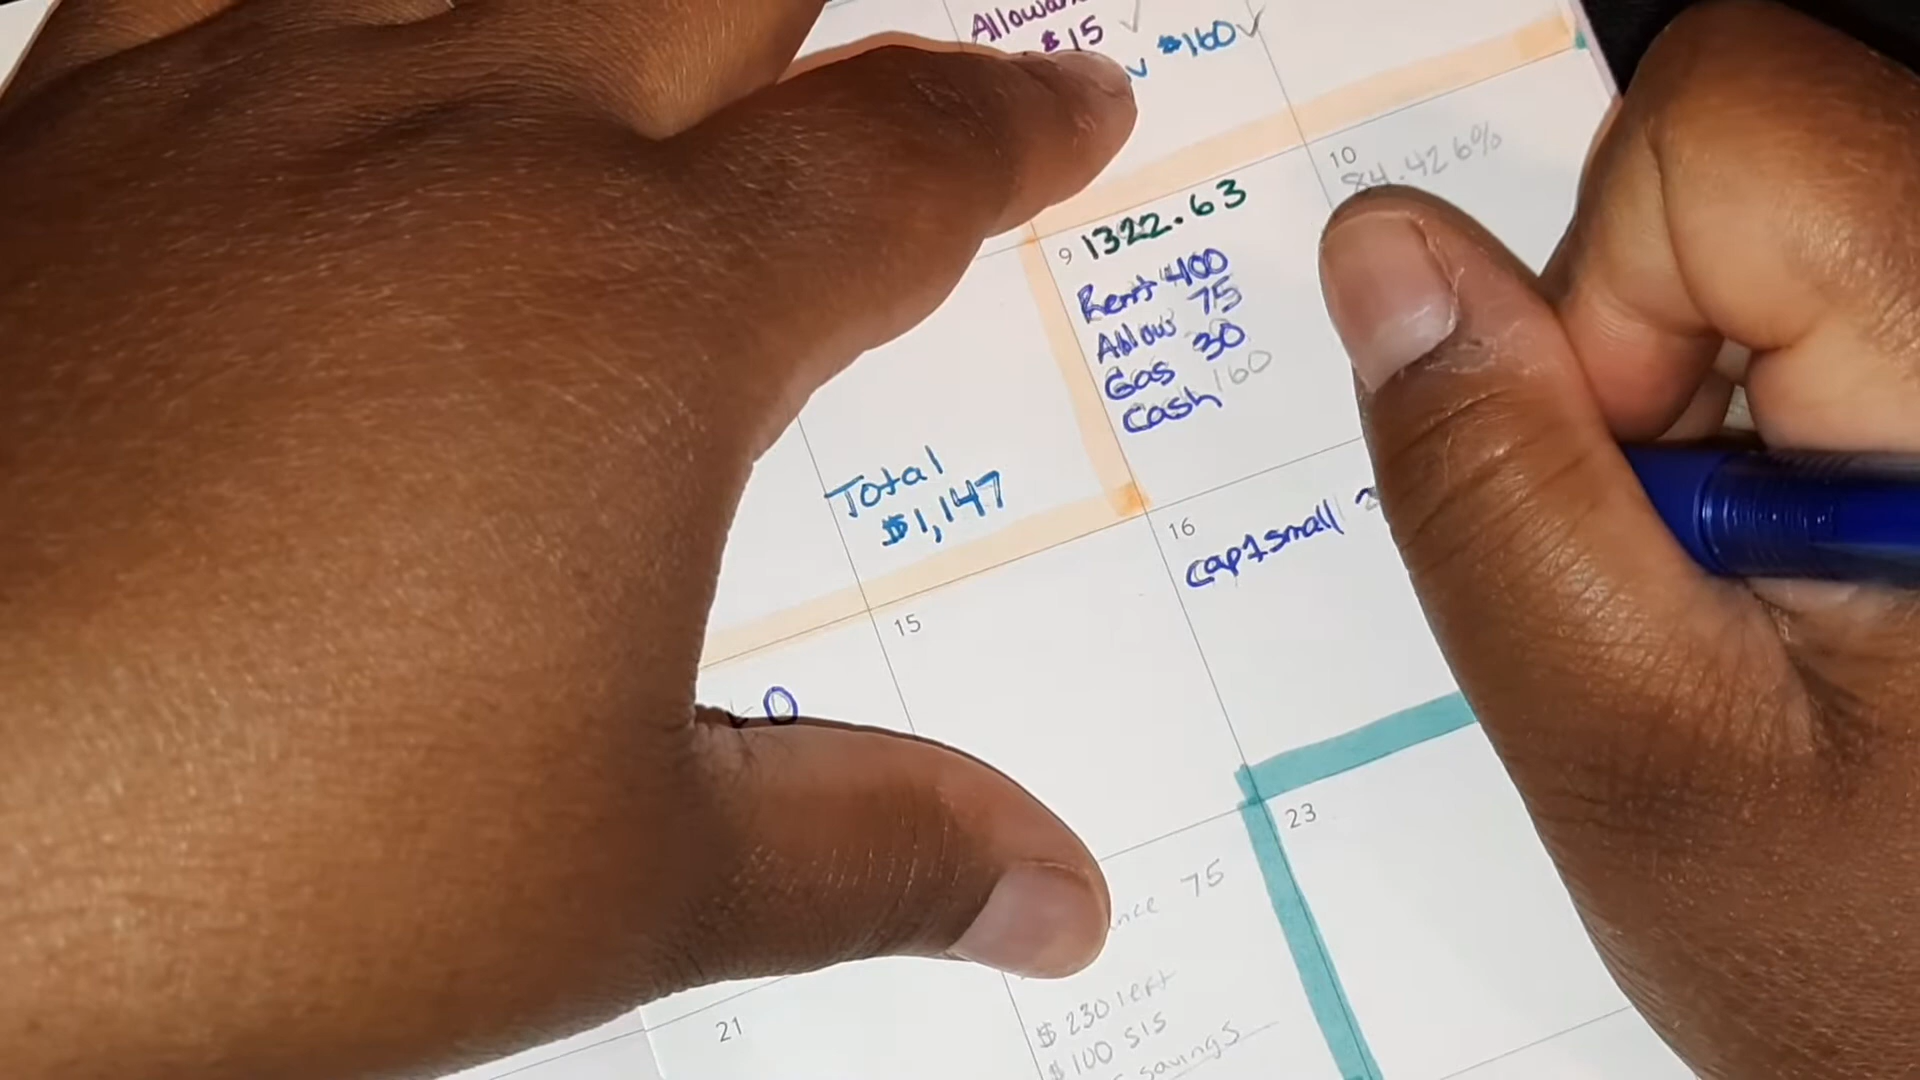 $15 ✓
$160 ✓
10
84.426%
9 1322.63
Rent 400
Allow 75
Gas 30
Cash 160
Total
$1,147
16
cap1small
15
0
23
75
21
$230 left
$100 sis
savings